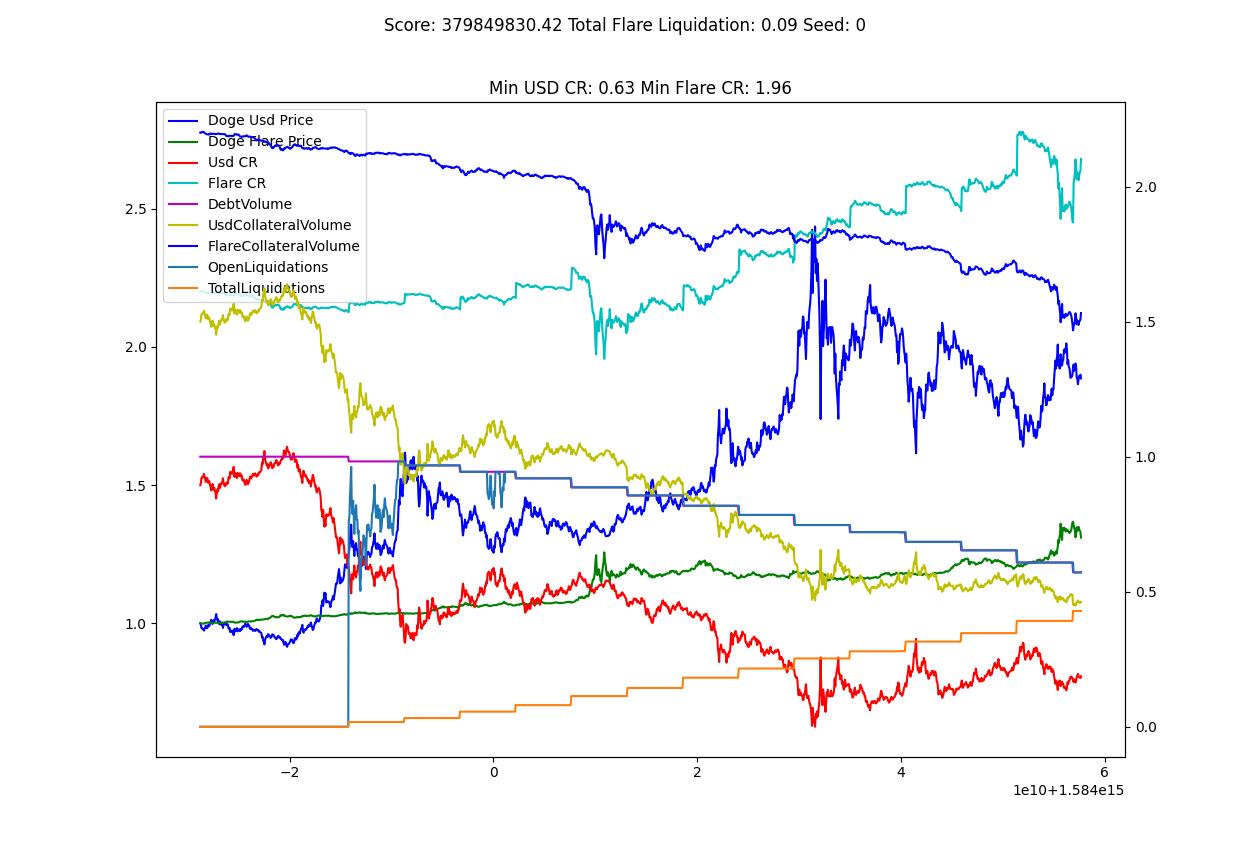 Score: 379849830.42 Total Flare Liquidation: 0.09 Seed: 0
Min USD CR: 0.63 Min Flare CR: 1.96
Doge Usd Price
Doge Flare Price
Usd CR
Flare CR
DebtVolume
UsdCollateralVolume
FlareCollateralVolume
OpenLiquidations
TotalLiquidations
2.5
2.0
1.5
1.0
2.0
1.5
1.0
0.5
0.0
−2
0
2
4
6
1e10+1.584e15